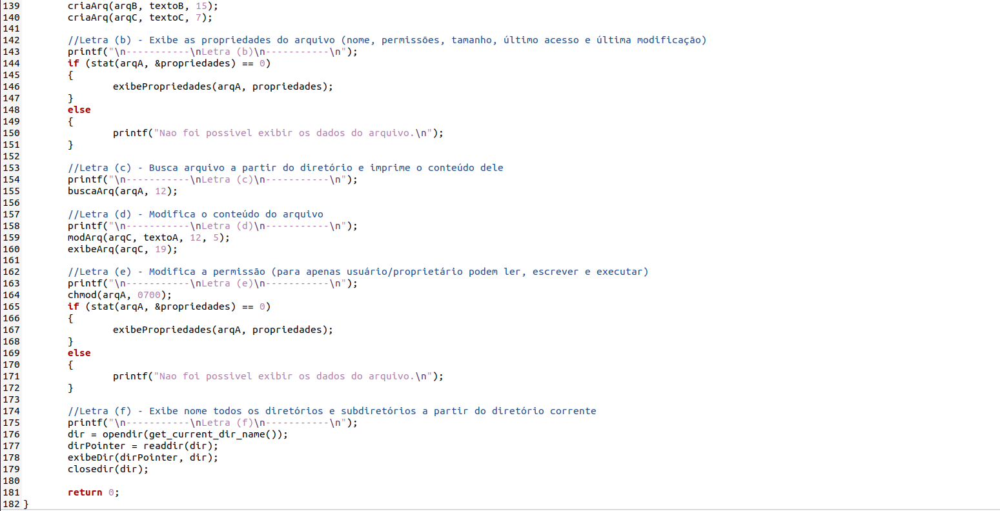 139 criaArq(arqB, textoB, 15);
140 criaArq(arqC, textoC, 7);
141
142 //Letra (b) - Exibe as propriedades do arquivo (nome, permissões, tamanho, último acesso e última modificação)
143 printf("\n-----------\nLetra (b)\n-----------\n");
144 if (stat(arqA, &propriedades) == 0)
145 {
146 exibePropriedades(arqA, propriedades);
147 }
148 else
149 {
150 printf("Nao foi possivel exibir os dados do arquivo.\n");
151 }
152
153 //Letra (c) - Busca arquivo a partir do diretório e imprime o conteúdo dele
154 printf("\n-----------\nLetra (c)\n-----------\n");
155 buscaArq(arqA, 12);
156
157 //Letra (d) - Modifica o conteúdo do arquivo
158 printf("\n-----------\nLetra (d)\n-----------\n");
159 modArq(arqC, textoA, 12, 5);
160 exibeArq(arqC, 19);
161
162 //Letra (e) - Modifica a permissão (para apenas usuário/proprietário podem ler, escrever e executar)
163 printf("\n-----------\nLetra (e)\n-----------\n");
164 chmod(arqA, 0700);
165 if (stat(arqA, &propriedades) == 0)
166 {
167 exibePropriedades(arqA, propriedades);
168 }
169 else
170 {
171 printf("Nao foi possivel exibir os dados do arquivo.\n");
172 }
173
174 //Letra (f) - Exibe nome todos os diretórios e subdiretórios a partir do diretório corrente
175 printf("\n-----------\nLetra (f)\n-----------\n");
176 dir = opendir(get_current_dir_name());
177 dirPointer = readdir(dir);
178 exibeDir(dirPointer, dir);
179 closedir(dir);
180
181 return 0;
182 }